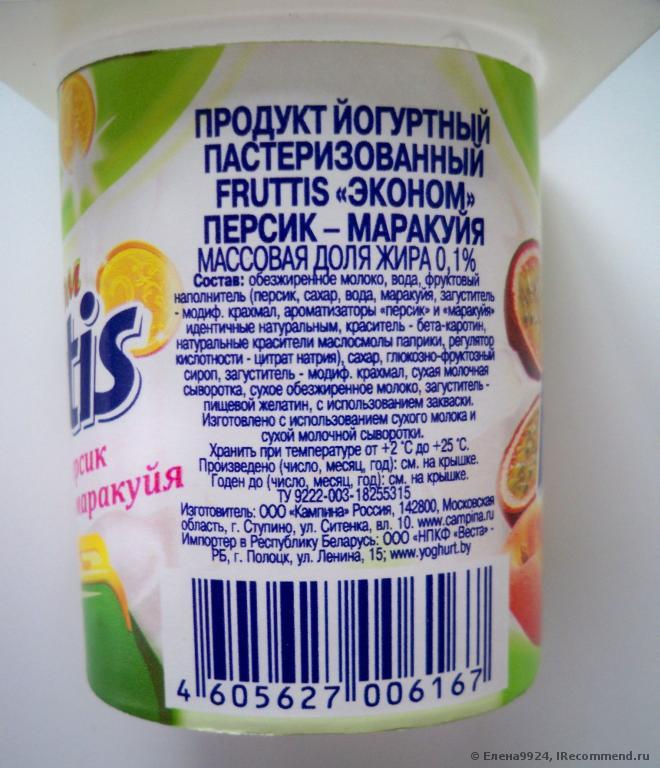 ПРОДУКТ ЙОГУРТНЫЙ
ПАСТЕРИЗОВАННЫЙ
FRUTTIS «ЭКОНОМ»
ПЕРСИК – МАРАКУЙЯ
МАССОВАЯ ДОЛЯ ЖИРА 0,1%
Состав: обезжиренное молоко, вода, фруктовый
наполнитель (персик, сахар, вода, маракуйя, загуститель
- модиф. крахмал, ароматизаторы «персик» и «маракуйя»
идентичные натуральным, краситель - бета-каротин,
натуральные красители маслосмолы паприки, регулятор
кислотности - цитрат натрия), сахар, глюкозно-фруктозный
сироп, загуститель - модиф. крахмал, сухая молочная
сыворотка, сухое обезжиренное молоко, загуститель -
пищевой желатин, с использованием закваски.
Изготовлено с использованием сухого молока и
сухой молочной сыворотки.
Хранить при температуре от +2 °С до +25 °С.
Произведено (число, месяц, год): см. на крышке.
Годен до (число, месяц, год): см. на крышке.
ТУ 9222-003-18255315
Изготовитель: ООО «Кампина» Россия, 142800, Московская
область, г. Ступино, ул. Ситенка, вл. 10. www.campina.ru
Импортер в Республику Беларусь: ООО «НПКФ «Веста» -
РБ, г. Полоцк, ул. Ленина, 15; www.yoghurt.by
4 605627 006167
tis
рсик
маракуйя
© Елена9924, IRecommend.ru